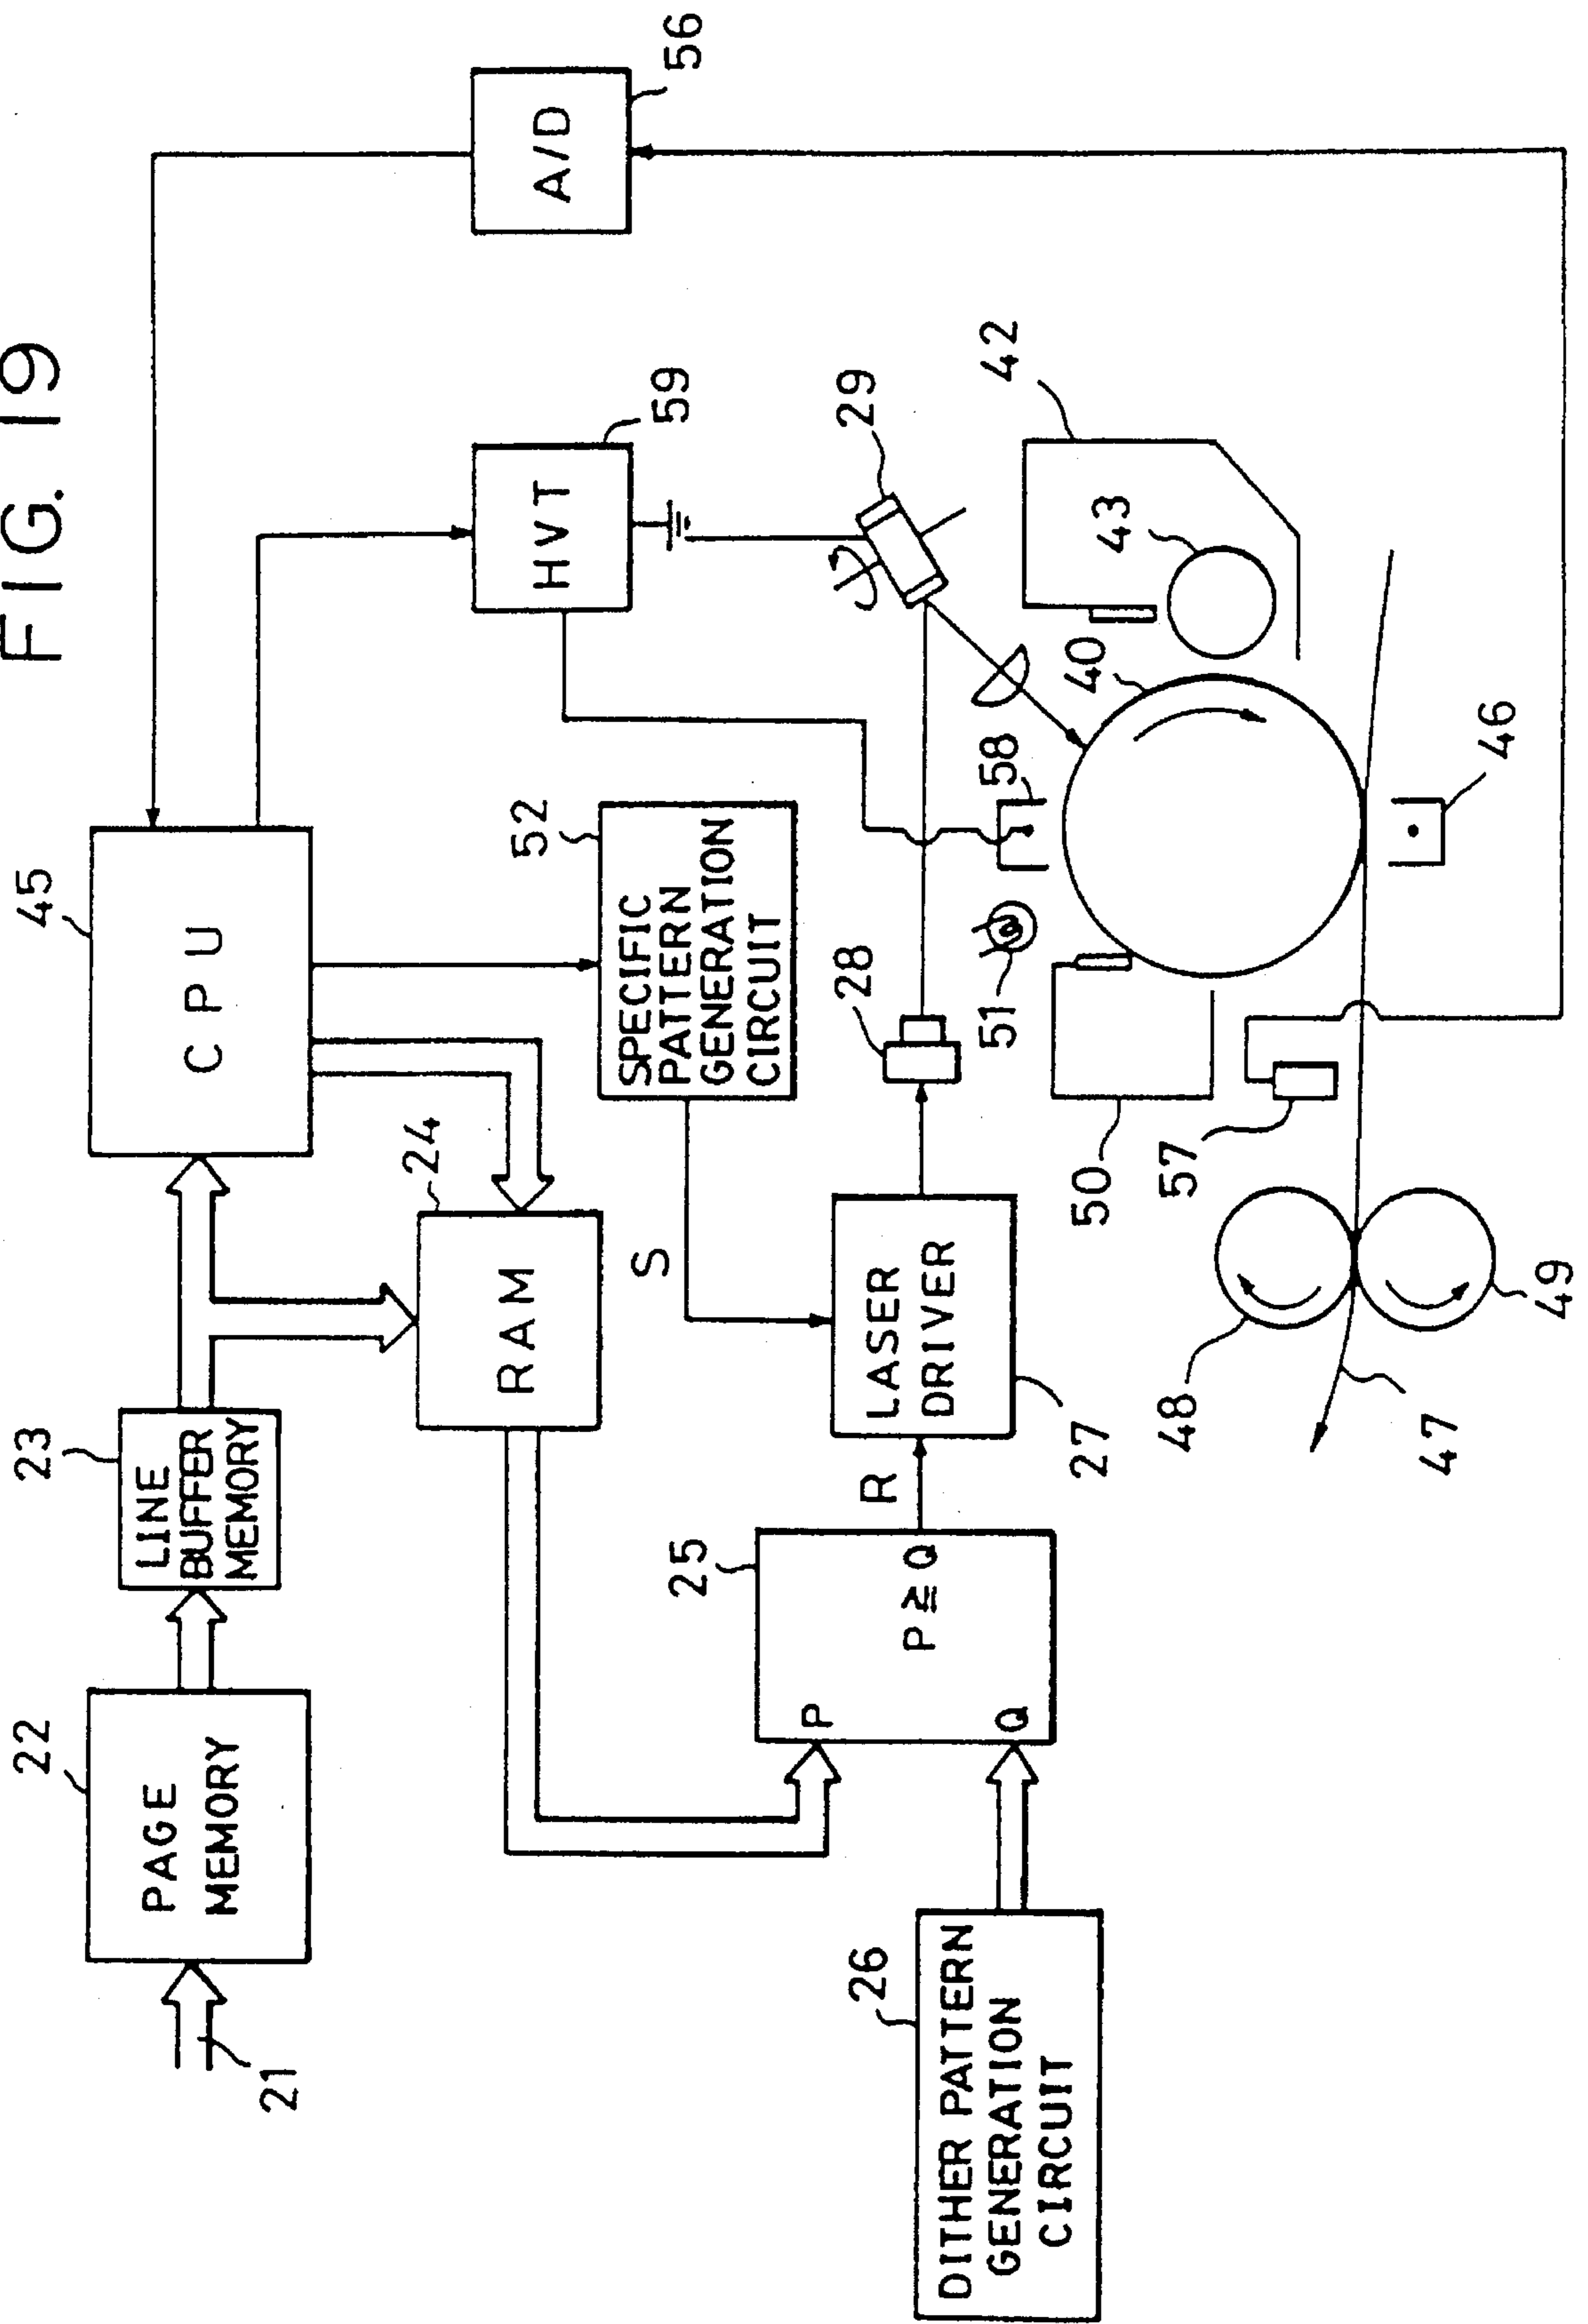 FIG. 19
21
22
PAGE
MEMORY
23
LINE
BUFFER
MEMORY
45
CPU
24
RAM
52
SPECIFIC
PATTERN
GENERATION
CIRCUIT
59
HVT
56
A/D
S
26
DITHER PATTERN
GENERATION
CIRCUIT
25
P
Q
P≧Q
R
LASER
DRIVER
27
28
29
51
58
40
42
43
50
57
46
48
49
47